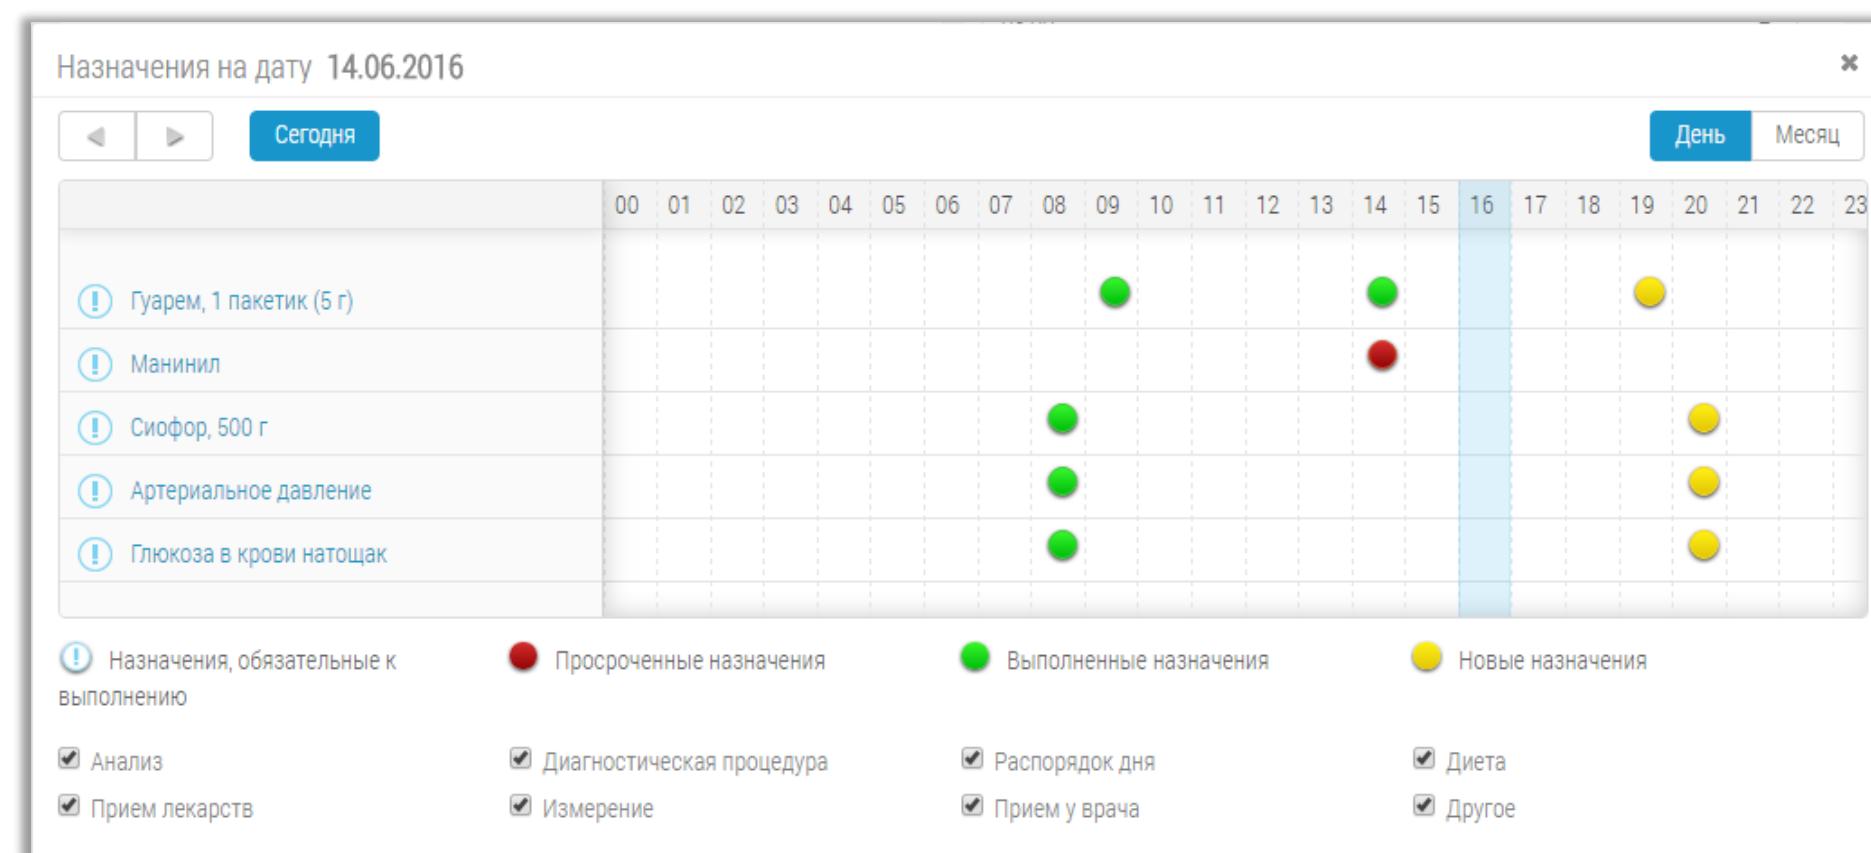 Назначения на дату 14.06.2016
Сегодня
День Месяц
00 01 02 03 04 05 06 07 08 09 10 11 12 13 14 15 16 17 18 19 20 21 22 23
Гуарем, 1 пакетик (5 г)
Манинил
Сиофор, 500 г
Артериальное давление
Глюкоза в крови натощак
Назначения, обязательные к
выполнению
Просроченные назначения
Выполненные назначения
Новые назначения
Анализ Диагностическая процедура Распорядок дня Диета
Прием лекарств Измерение Прием у врача Другое